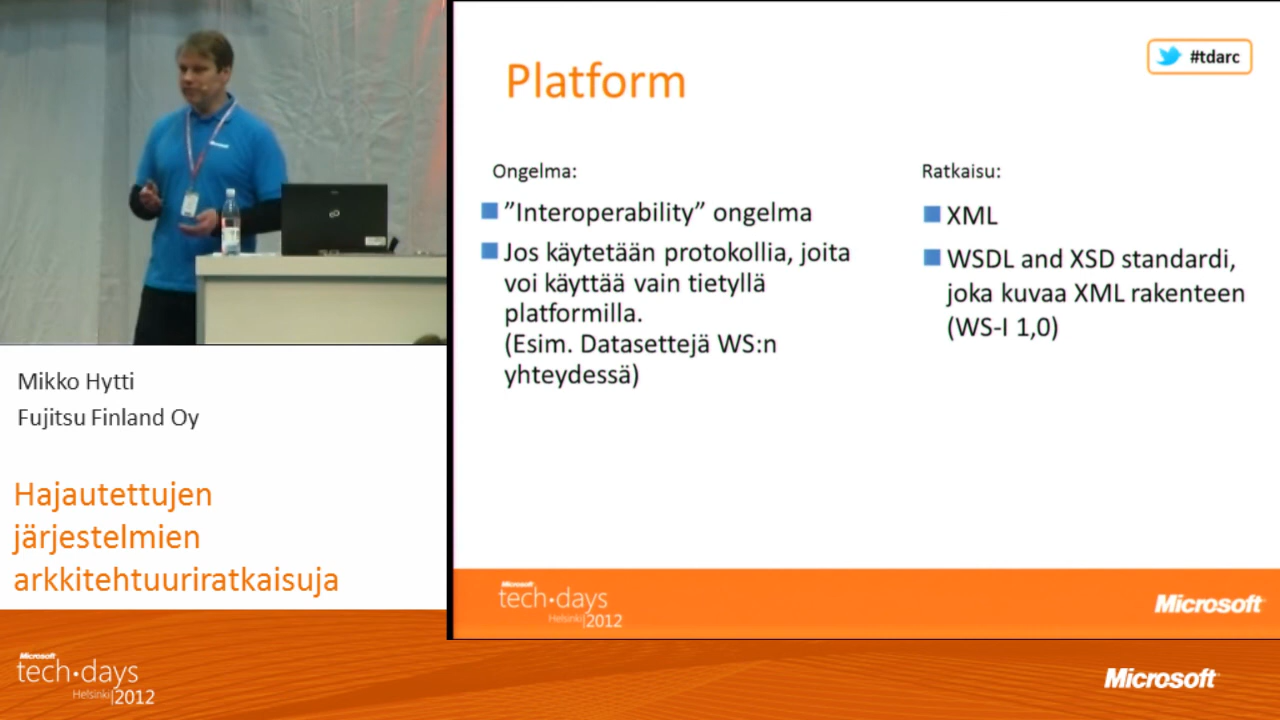 Platform
#tdarc
Ongelma:
”Interoperability” ongelma
Jos käytetään protokollia, joita
voi käyttää vain tietyllä
platformilla.
(Esim. Datasettejä WS:n
yhteydessä)
Ratkaisu:
XML
WSDL and XSD standardi,
joka kuvaa XML rakenteen
(WS-I 1,0)
Microsoft
tech·days
Helsinki|2012
Microsoft
Mikko Hytti
Fujitsu Finland Oy
Hajautettujen
järjestelmien
arkkitehtuuriratkaisuja
Microsoft
tech·days
Helsinki|2012
Microsoft